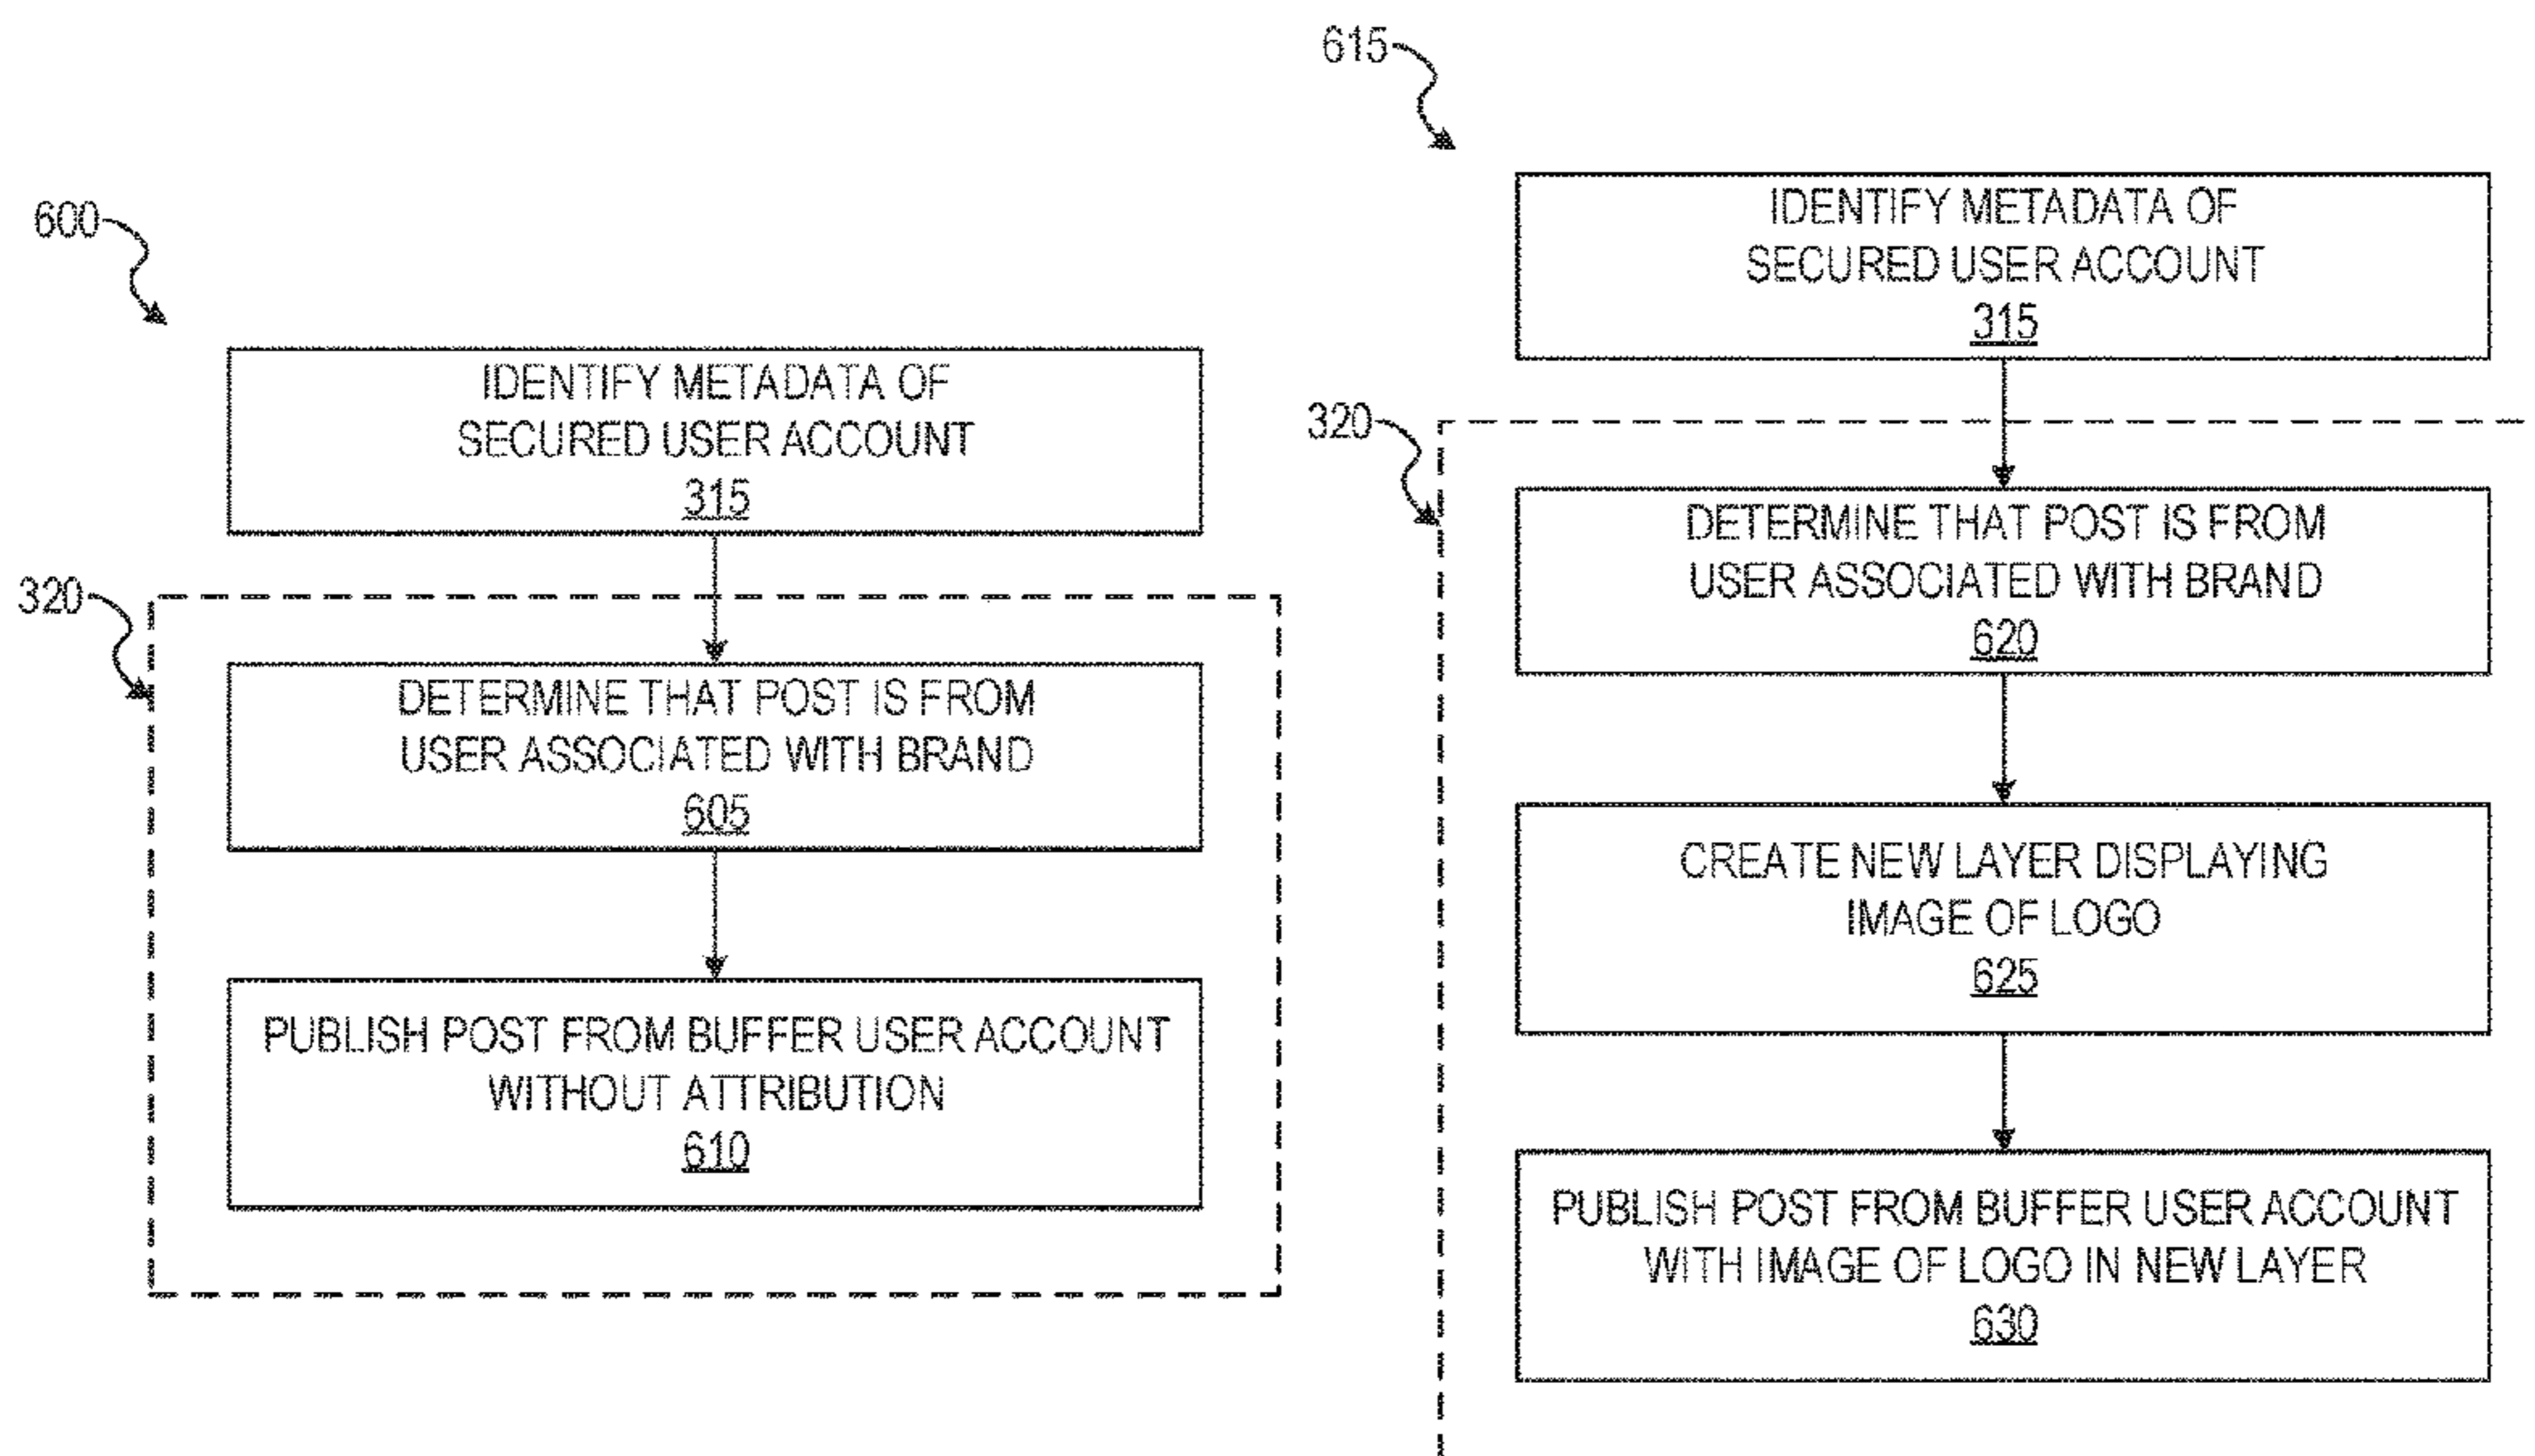 600
IDENTIFY METADATA OF
SECURED USER ACCOUNT
315
320
DETERMINE THAT POST IS FROM
USER ASSOCIATED WITH BRAND
605
PUBLISH POST FROM BUFFER USER ACCOUNT
WITHOUT ATTRIBUTION
610
615
IDENTIFY METADATA OF
SECURED USER ACCOUNT
315
320
DETERMINE THAT POST IS FROM
USER ASSOCIATED WITH BRAND
620
CREATE NEW LAYER DISPLAYING
IMAGE OF LOGO
625
PUBLISH POST FROM BUFFER USER ACCOUNT
WITH IMAGE OF LOGO IN NEW LAYER
630